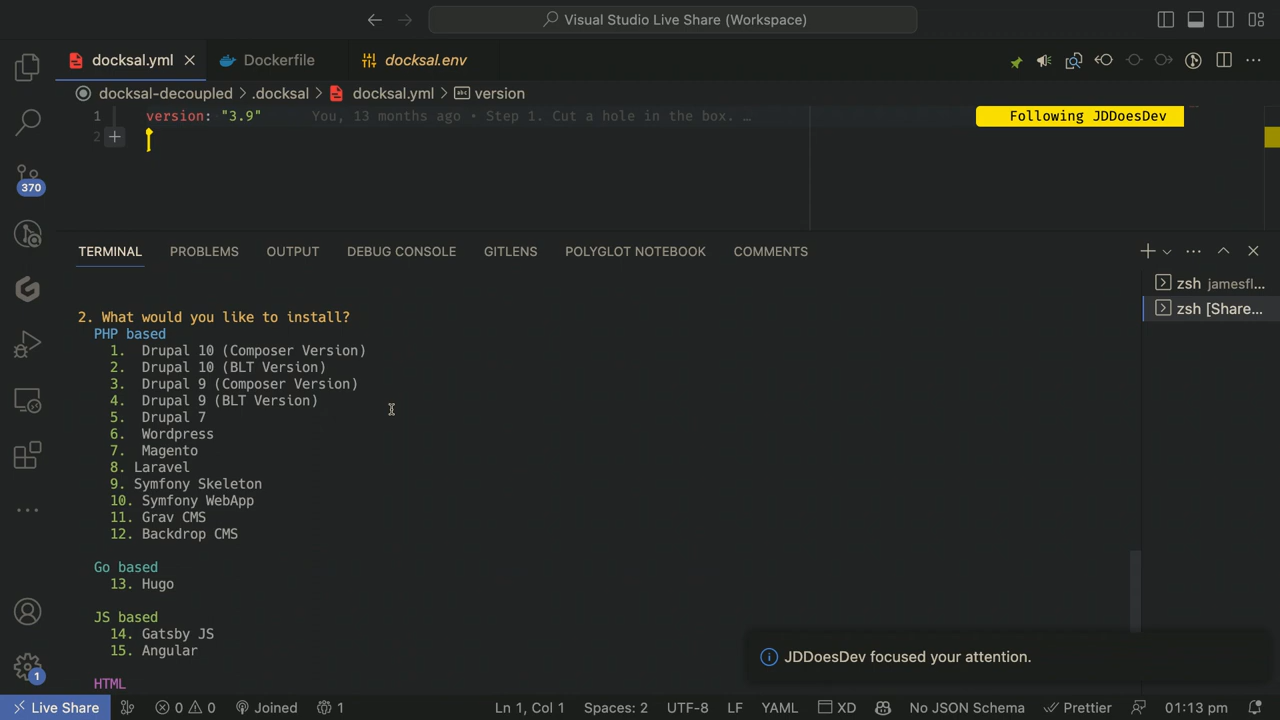 Visual Studio Live Share (Workspace)
docksal.yml
Dockerfile
docksal.env
docksal-decoupled > .docksal > docksal.yml > version
1 version: "3.9" You, 13 months ago • Step 1. Cut a hole in the box. …
Following JDDoesDev
2
370
TERMINAL PROBLEMS OUTPUT DEBUG CONSOLE GITLENS POLYGLOT NOTEBOOK COMMENTS
zsh jamesfl...
zsh [Share...
2. What would you like to install?
PHP based
1. Drupal 10 (Composer Version)
2. Drupal 10 (BLT Version)
3. Drupal 9 (Composer Version)
4. Drupal 9 (BLT Version)
5. Drupal 7
6. Wordpress
7. Magento
8. Laravel
9. Symfony Skeleton
10. Symfony WebApp
11. Grav CMS
12. Backdrop CMS
Go based
13. Hugo
JS based
14. Gatsby JS
15. Angular
HTML
JDDoesDev focused your attention.
1
Live Share 0 0 Joined 1 Ln 1, Col 1 Spaces: 2 UTF-8 LF YAML XD No JSON Schema Prettier 01:13 pm